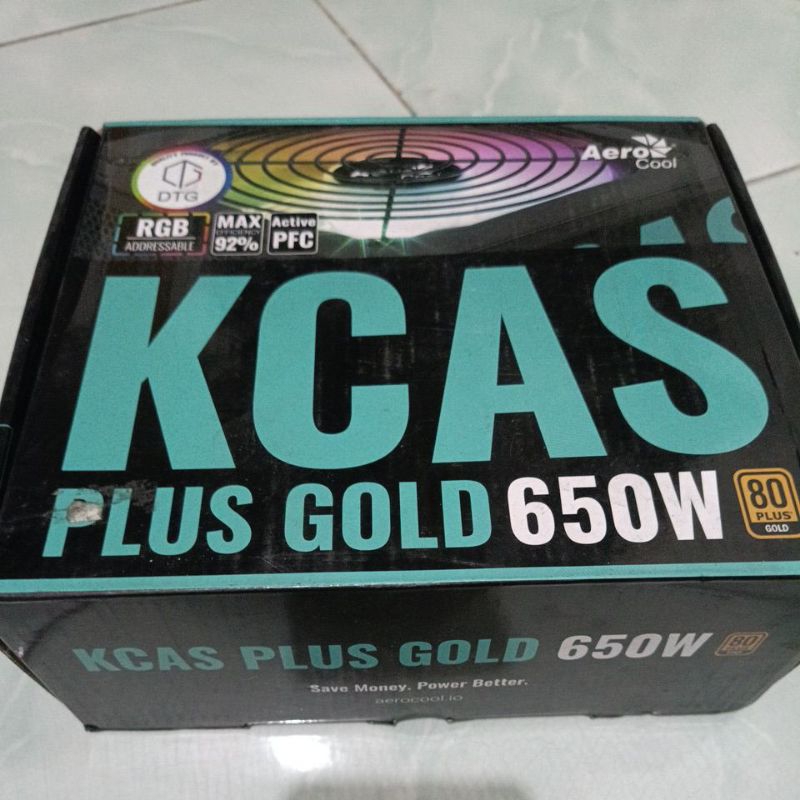 DTG
Aero
Cool
RGB
ADDRESSABLE
MAX
EFFICIENCY
92%
Active
PFC
KCAS
PLUS GOLD 650W
80
PLUS
GOLD
KCAS PLUS GOLD 650W
80
Save Money. Power Better.
aerocool.io